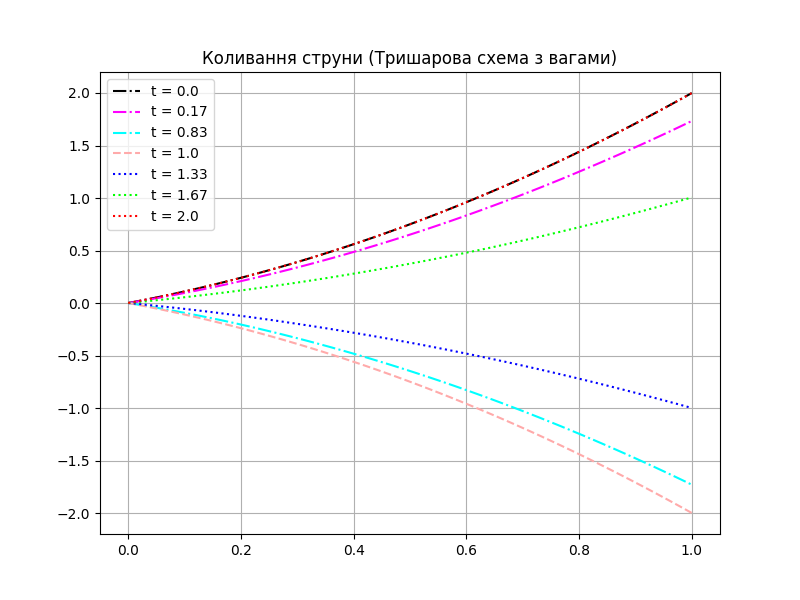 Коливання струни (Тришарова схема з вагами)
2.0
1.5
1.0
0.5
0.0
−0.5
−1.0
−1.5
−2.0
t = 0.0
t = 0.17
t = 0.83
t = 1.0
t = 1.33
t = 1.67
t = 2.0
0.0 0.2 0.4 0.6 0.8 1.0